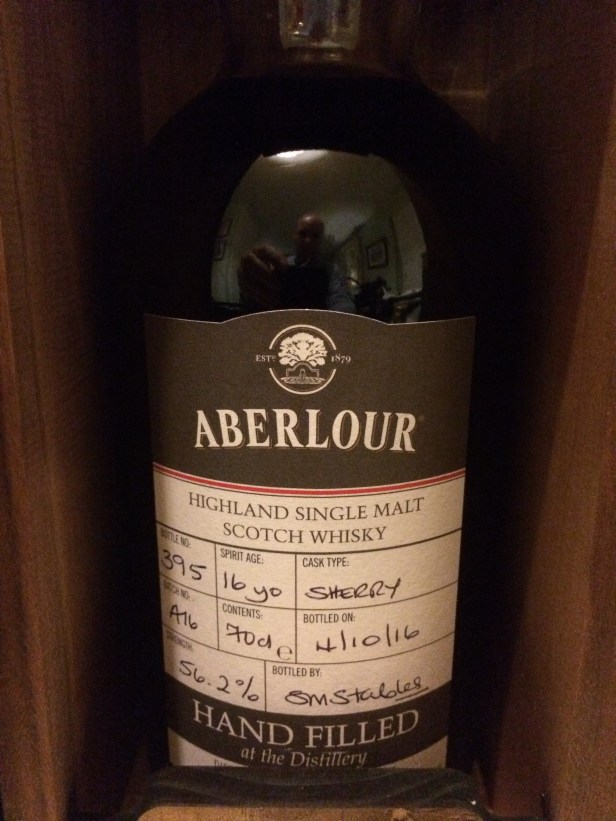 ESTD 1879
ABERLOUR
HIGHLAND SINGLE MALT
SCOTCH WHISKY
BOTTLE NO: 395
SPIRIT AGE: 16 yo
CASK TYPE: SHERRY
BATCH NO: A16
CONTENTS: 70cl e
BOTTLED ON: 4/10/16
STRENGTH: 56.2%
BOTTLED BY: SM Stables
HAND FILLED
at the Distillery